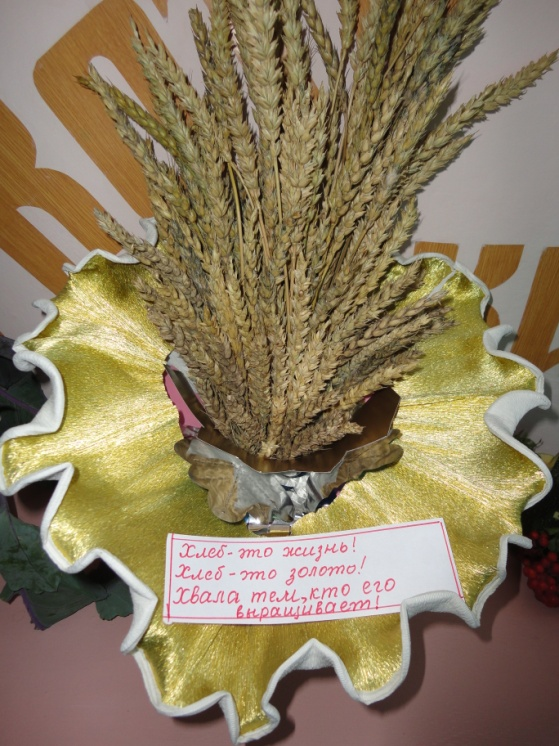 Хлеб-это жизнь!
Хлеб-это золото!
Хвала тем, кто его
выращивает!